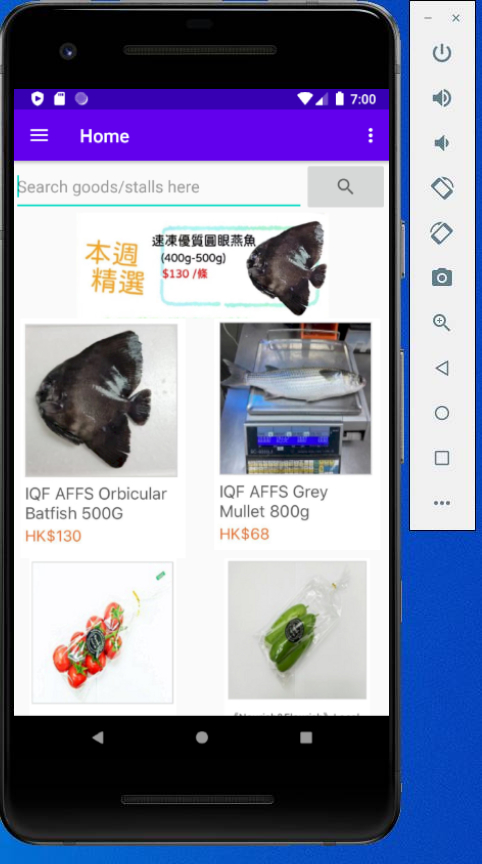 7:00
Home
Search goods/stalls here
本週
精選
速凍優質圓眼燕魚
(400g-500g)
$130 /條
IQF AFFS Orbicular
Batfish 500G
HK$130
IQF AFFS Grey
Mullet 800g
HK$68